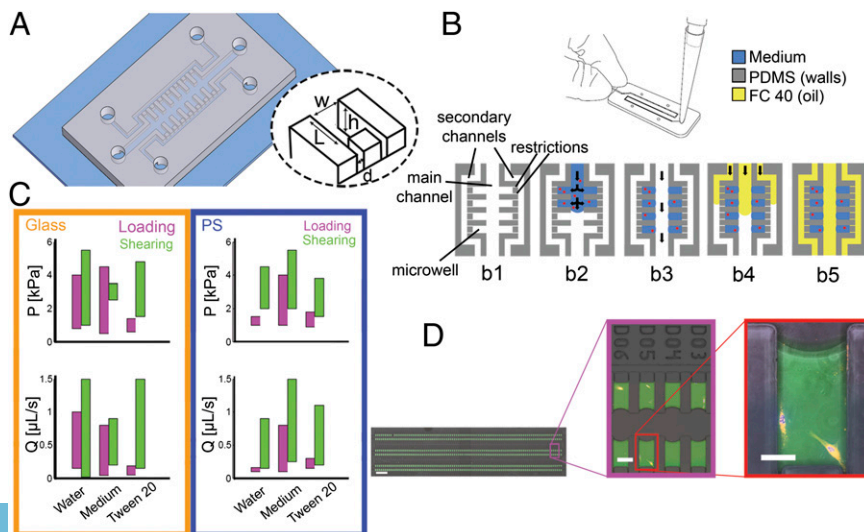 A
W
h
L
d
B
Medium
PDMS (walls)
FC 40 (oil)
secondary
channels
restrictions
main
channel
microwell
b1
b2
b3
b4
b5
C
Glass
Loading
Shearing
P [kPa]
6
4
2
0
Q [µL/s]
1.5
1
0.5
0
Water
Medium
Tween 20
PS
Loading
Shearing
P [kPa]
6
4
2
0
Q [µL/s]
1.5
1
0.5
0
Water
Medium
Tween 20
D
D06
D05
D04
D03